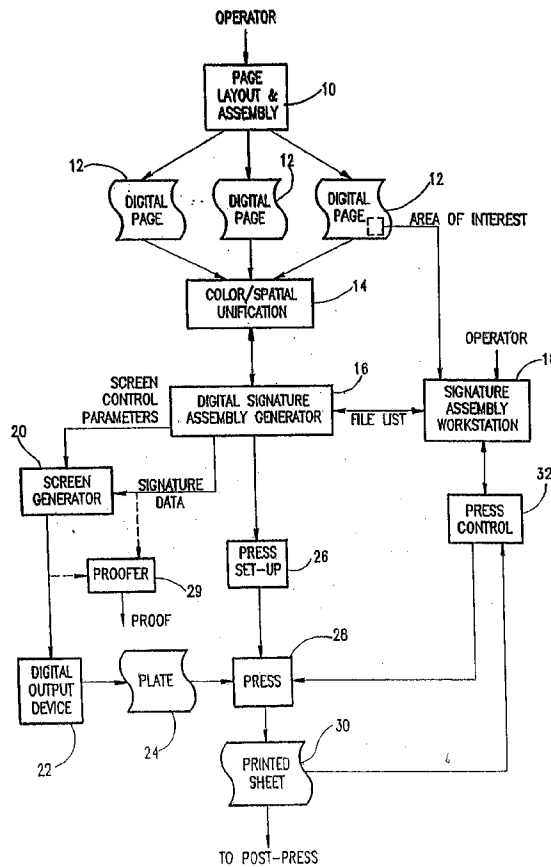 OPERATOR
PAGE
LAYOUT &
ASSEMBLY
10
12
12
12
DIGITAL
PAGE
DIGITAL
PAGE
DIGITAL
PAGE
AREA OF INTEREST
COLOR/SPATIAL
UNIFICATION
14
OPERATOR
18
SCREEN
CONTROL
PARAMETERS
16
DIGITAL SIGNATURE
ASSEMBLY GENERATOR
FILE LIST
SIGNATURE
ASSEMBLY
WORKSTATION
20
SCREEN
GENERATOR
SIGNATURE
DATA
32
PRESS
CONTROL
PROOFER
29
PROOF
PRESS
SET-UP
26
DIGITAL
OUTPUT
DEVICE
22
PLATE
24
PRESS
28
30
PRINTED
SHEET
TO POST-PRESS